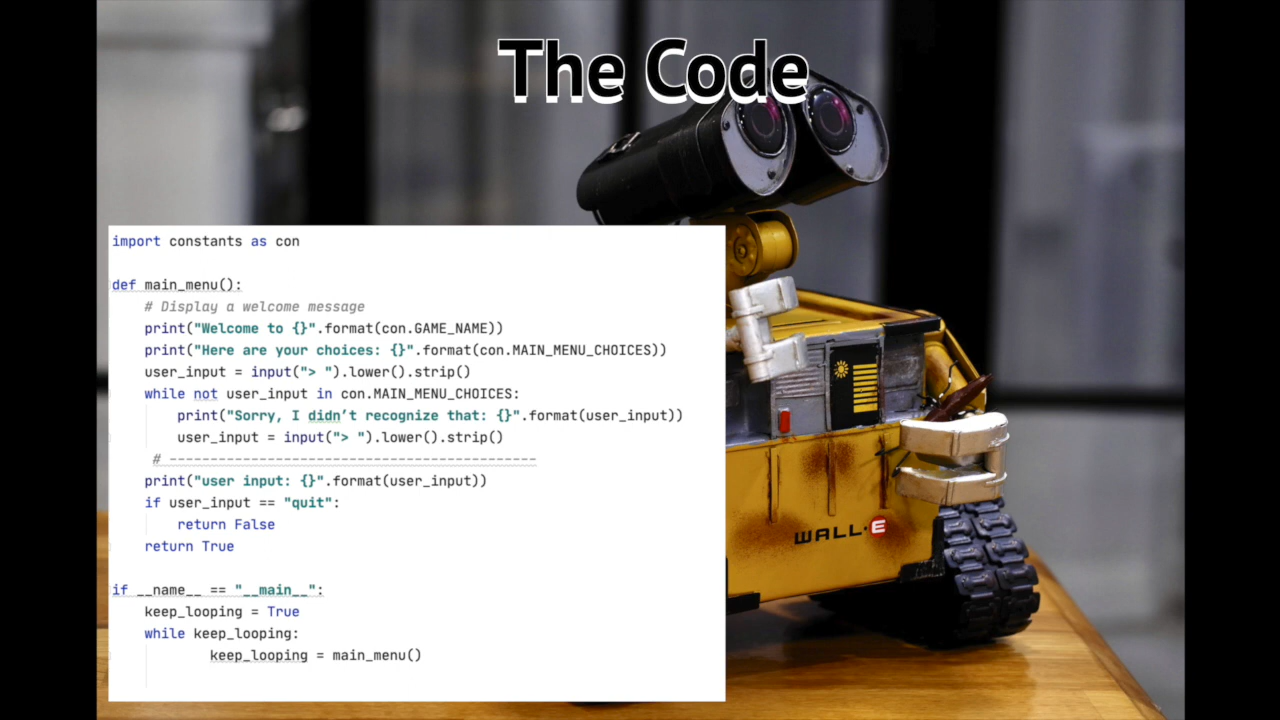 The Code
import constants as con
def main_menu():
    # Display a welcome message
    print("Welcome to {}".format(con.GAME_NAME))
    print("Here are your choices: {}".format(con.MAIN_MENU_CHOICES))
    user_input = input("> ").lower().strip()
    while not user_input in con.MAIN_MENU_CHOICES:
        print("Sorry, I didn’t recognize that: {}".format(user_input))
        user_input = input("> ").lower().strip()
     # ---------------------------------------------
    print("user input: {}".format(user_input))
    if user_input == "quit":
        return False
    return True
if __name__ == "__main__":
    keep_looping = True
    while keep_looping:
            keep_looping = main_menu()
WALL·E